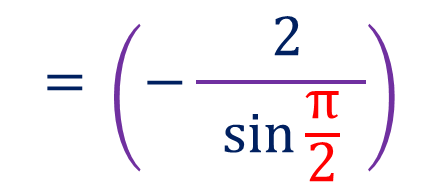 = (− 2 / sin π/2)